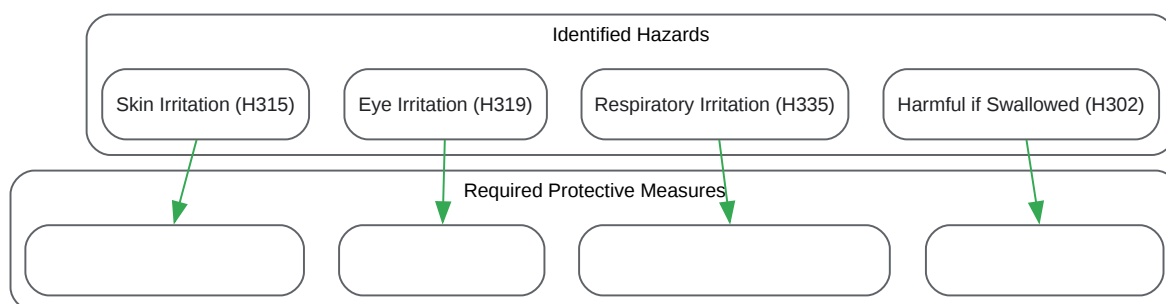 Identified Hazards
Skin Irritation (H315)
Eye Irritation (H319)
Respiratory Irritation (H335)
Harmful if Swallowed (H302)
Required Protective Measures